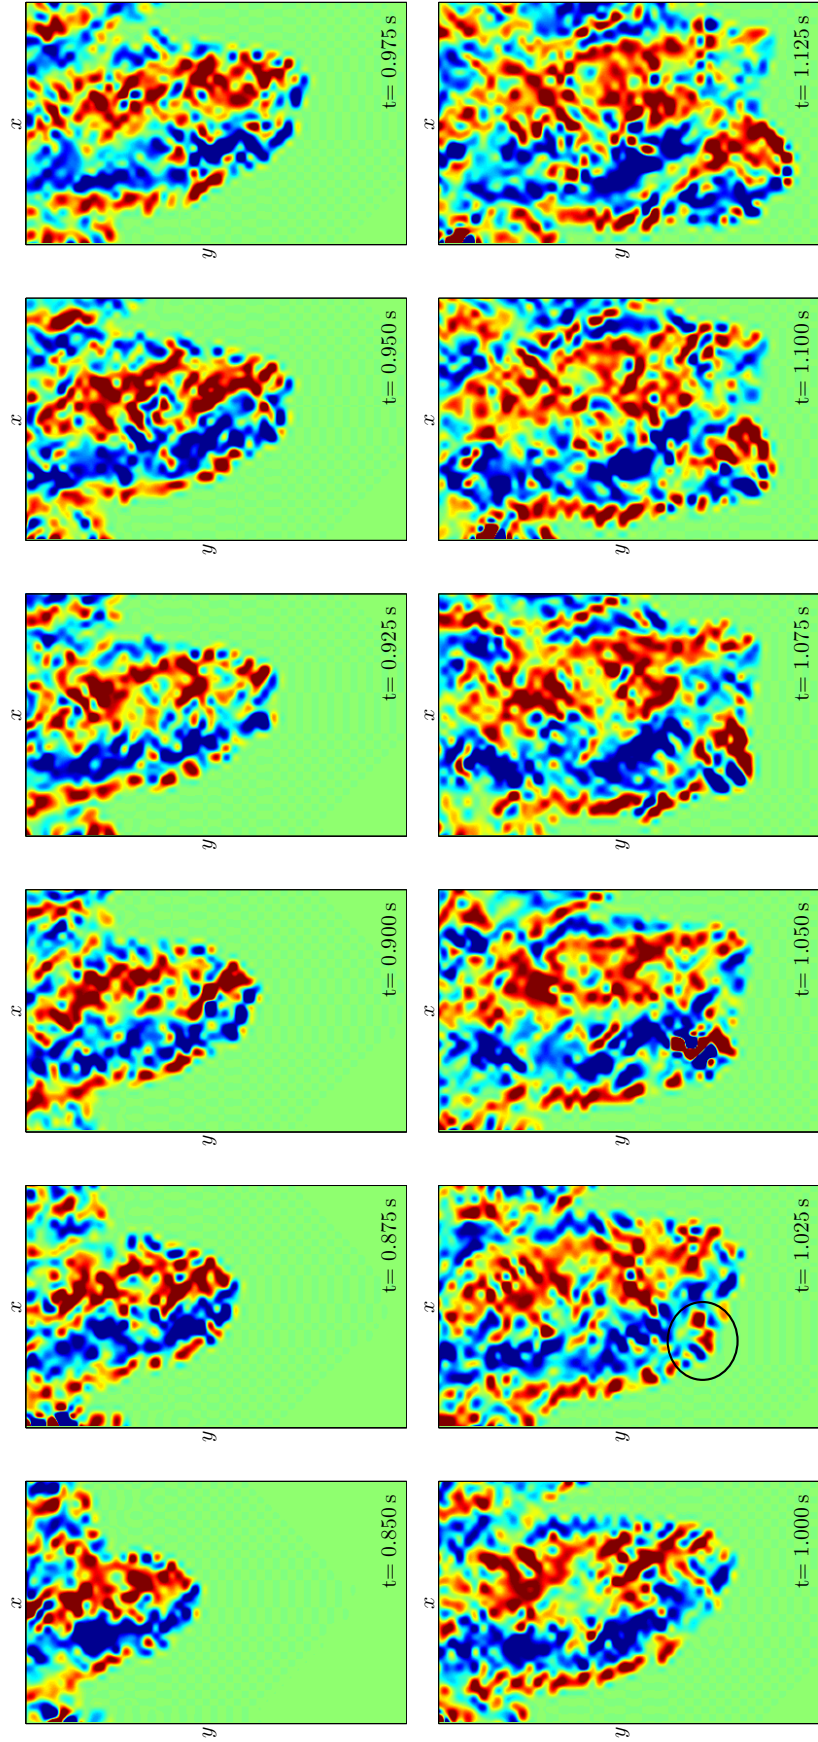 x x x x x x
y y y y y y
t= 0.850 s t= 0.875 s t= 0.900 s t= 0.925 s t= 0.950 s t= 0.975 s
x x x x x x
y y y y y y
t= 1.000 s t= 1.025 s t= 1.050 s t= 1.075 s t= 1.100 s t= 1.125 s